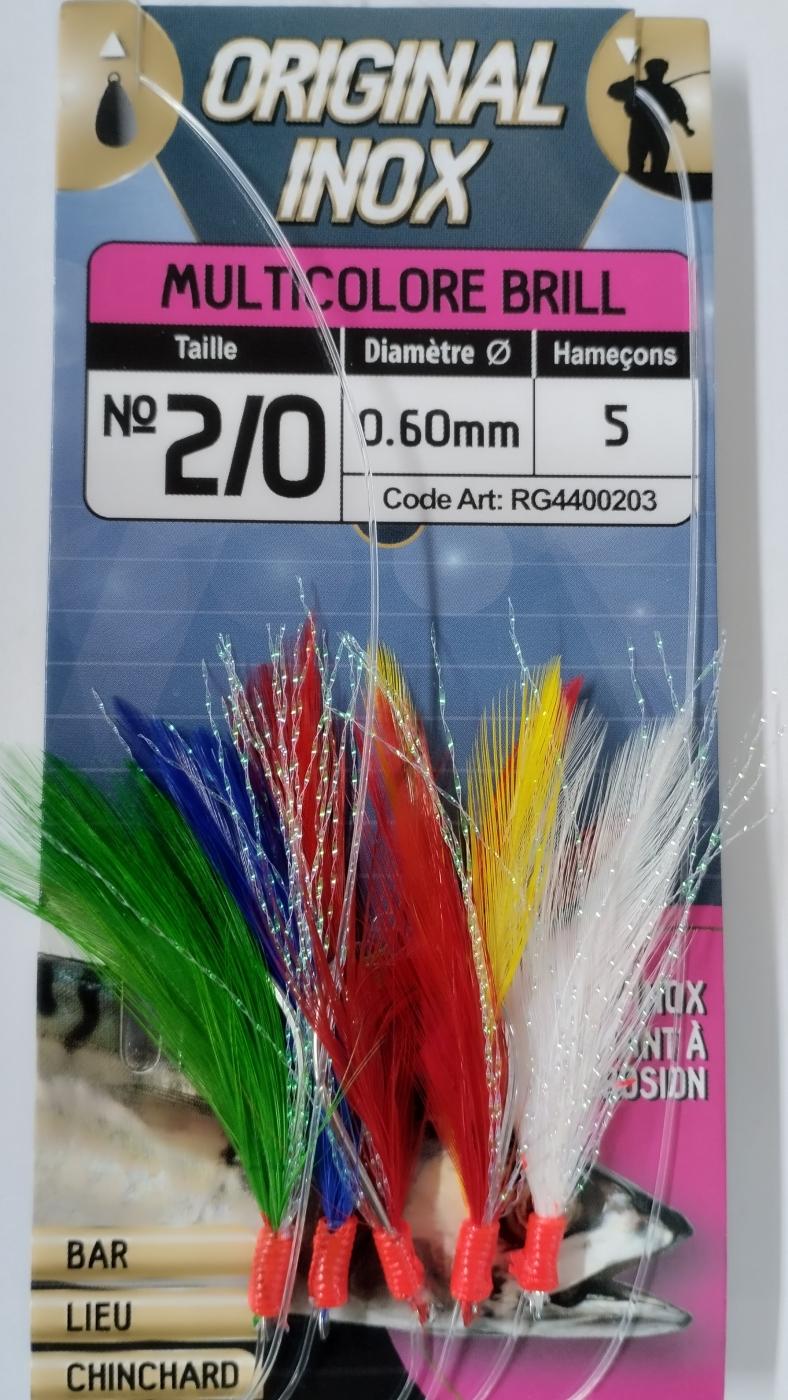 ORIGINAL
INOX
MULTICOLORE BRILL
Taille
Diamètre Ø
Hameçons
Nº2/0
0.60mm
5
Code Art: RG4400203
À
BAR
LIEU
CHINCHARD